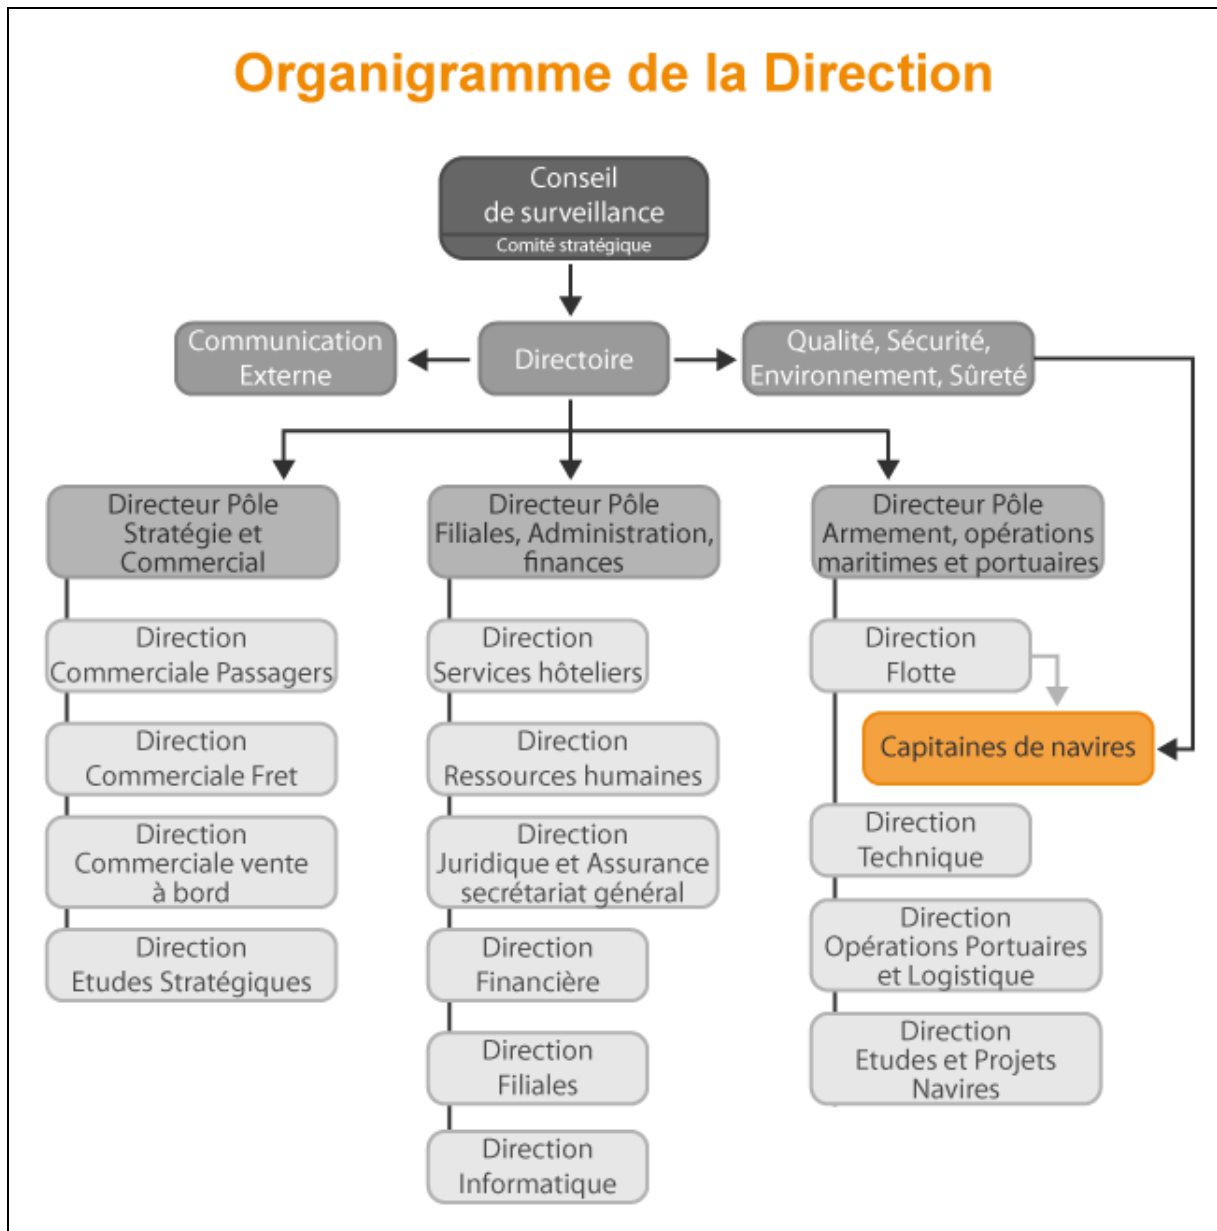 Organigramme de la Direction
Conseil
de surveillance
Comité stratégique
Communication
Externe
Directoire
Qualité, Sécurité,
Environnement, Sûreté
Directeur Pôle
Stratégie et
Commercial
Direction
Commerciale Passagers
Direction
Commerciale Fret
Direction
Commerciale vente
à bord
Direction
Etudes Stratégiques
Directeur Pôle
Filiales, Administration,
finances
Direction
Services hôteliers
Direction
Ressources humaines
Direction
Juridique et Assurance
secrétariat général
Direction
Financière
Direction
Filiales
Direction
Informatique
Directeur Pôle
Armement, opérations
maritimes et portuaires
Direction
Flotte
Capitaines de navires
Direction
Technique
Direction
Opérations Portuaires
et Logistique
Direction
Etudes et Projets
Navires